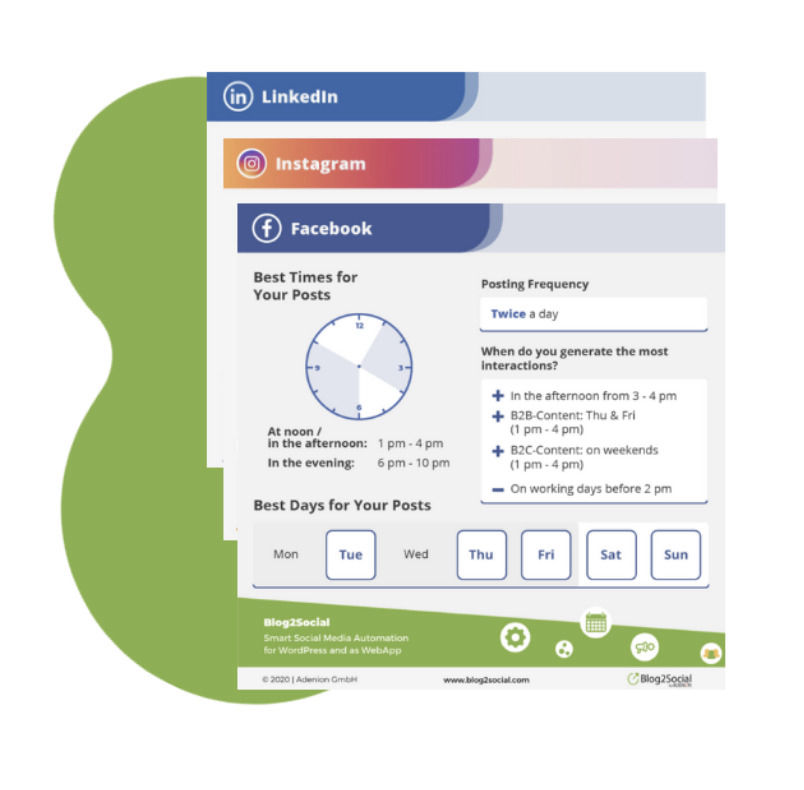 LinkedIn
Instagram
Facebook
Best Times for
Your Posts
12
3
6
9
At noon /
in the afternoon: 1 pm - 4 pm
In the evening: 6 pm - 10 pm
Posting Frequency
Twice a day
When do you generate the most
interactions?
+ In the afternoon from 3 - 4 pm
+ B2B-Content: Thu & Fri
(1 pm - 4 pm)
+ B2C-Content: on weekends
(1 pm - 4 pm)
– On working days before 2 pm
Best Days for Your Posts
Mon Tue Wed Thu Fri Sat Sun
Blog2Social
Smart Social Media Automation
for WordPress and as WebApp
© 2020 | Adenion GmbH www.blog2social.com Blog2Social
by ADENION